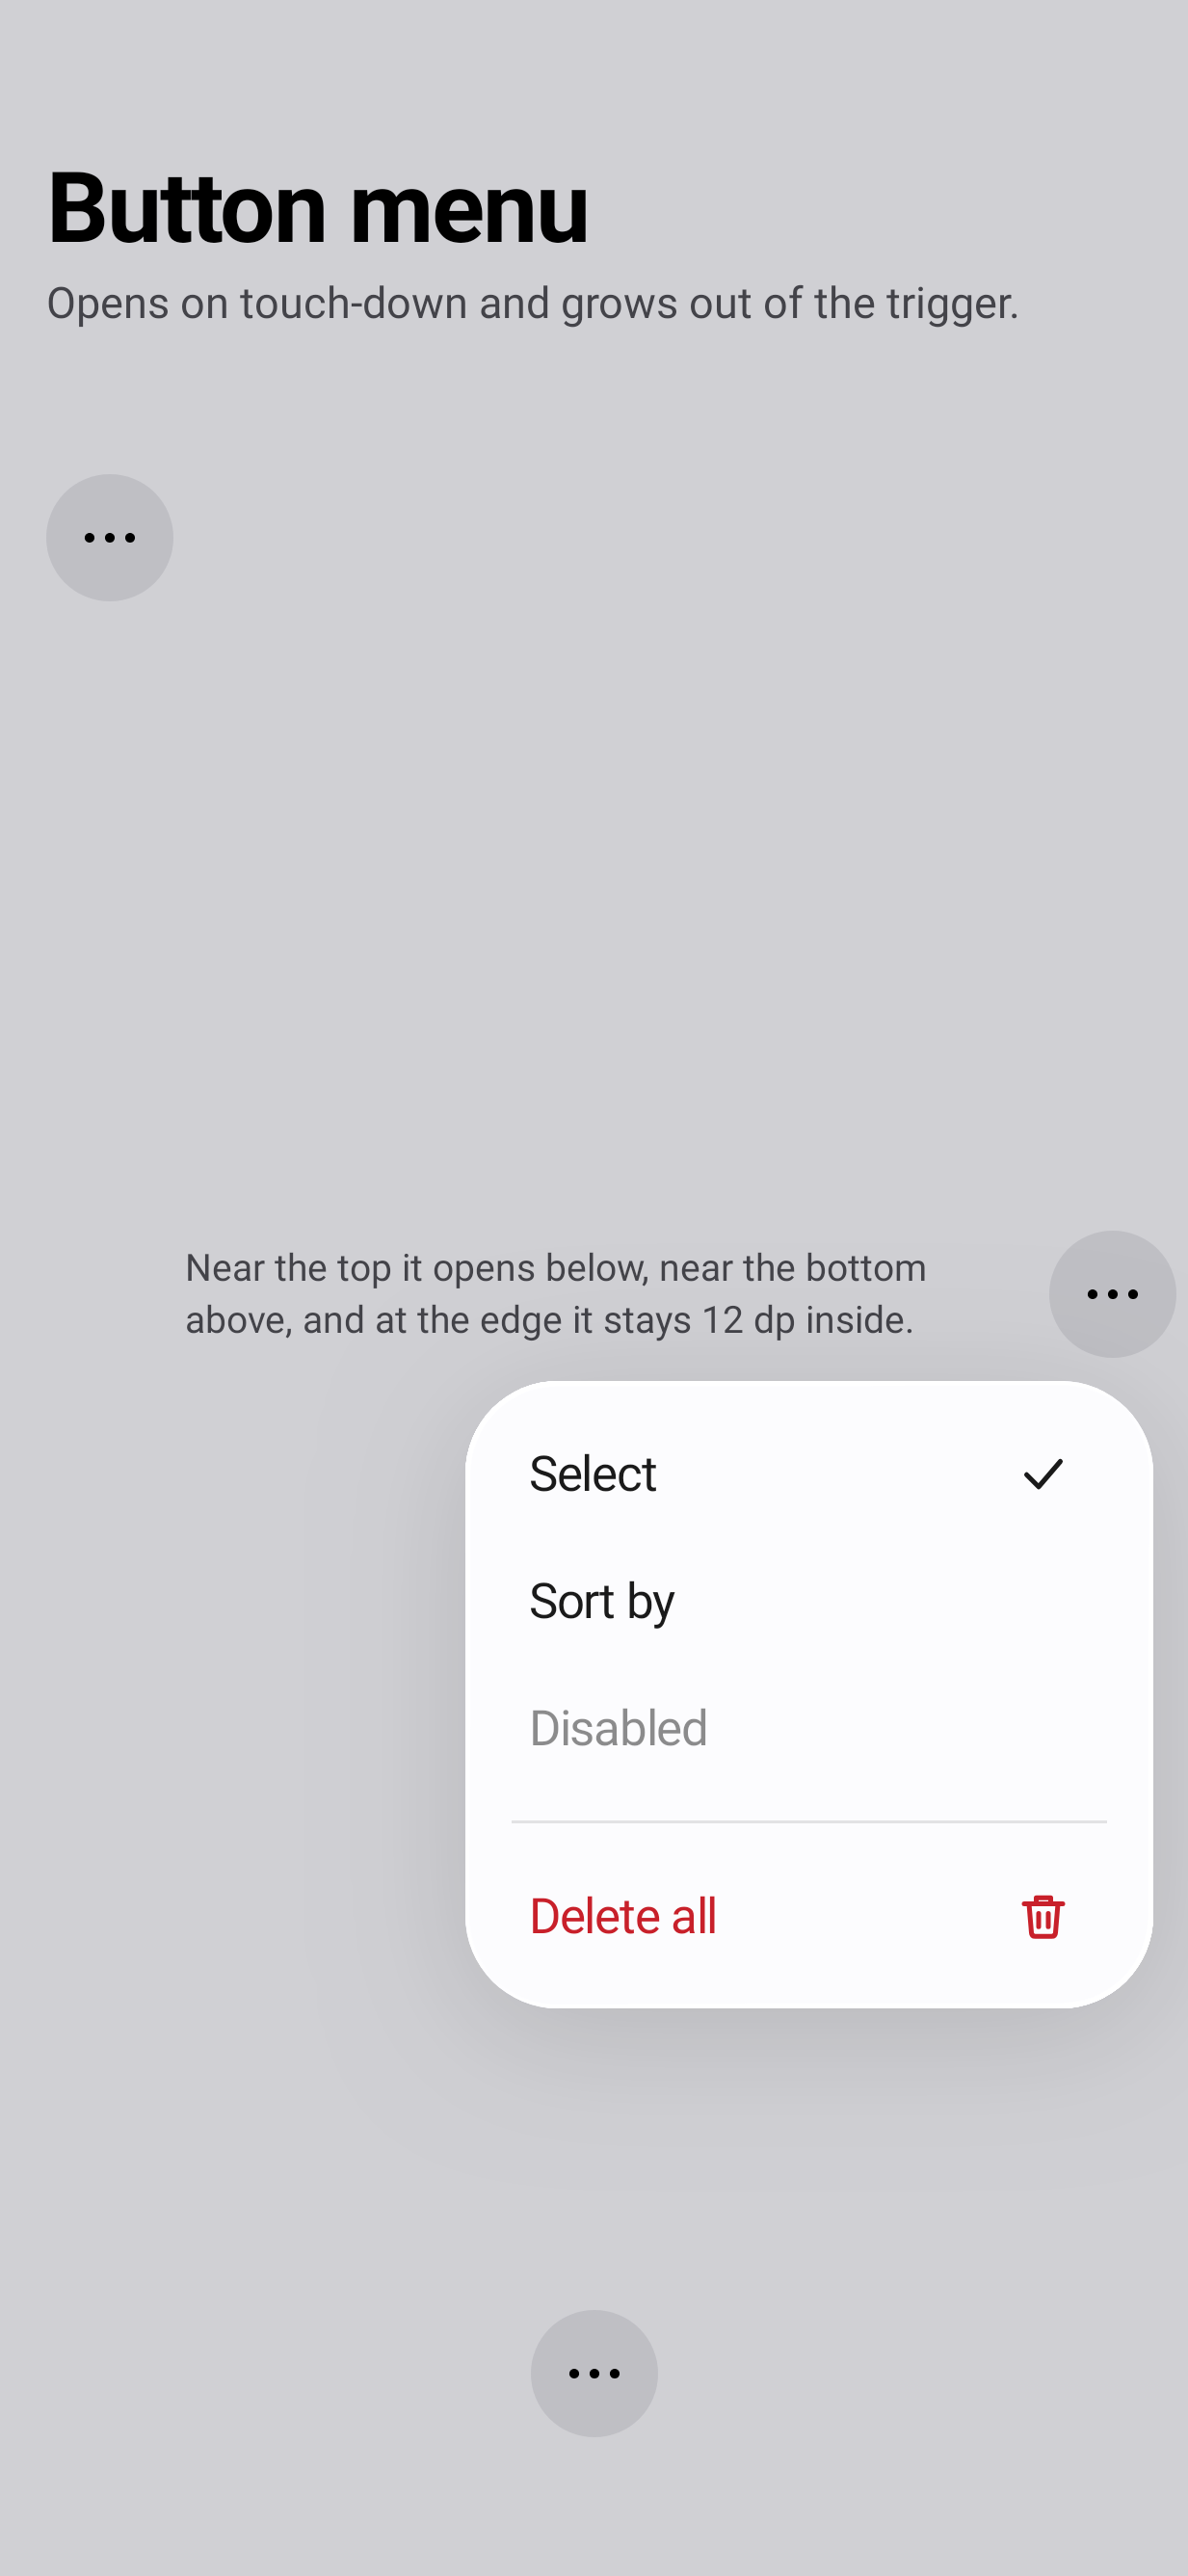 Button menu
Opens on touch-down and grows out of the trigger.
Near the top it opens below, near the bottom
above, and at the edge it stays 12 dp inside.
Select
Sort by
Disabled
Delete all